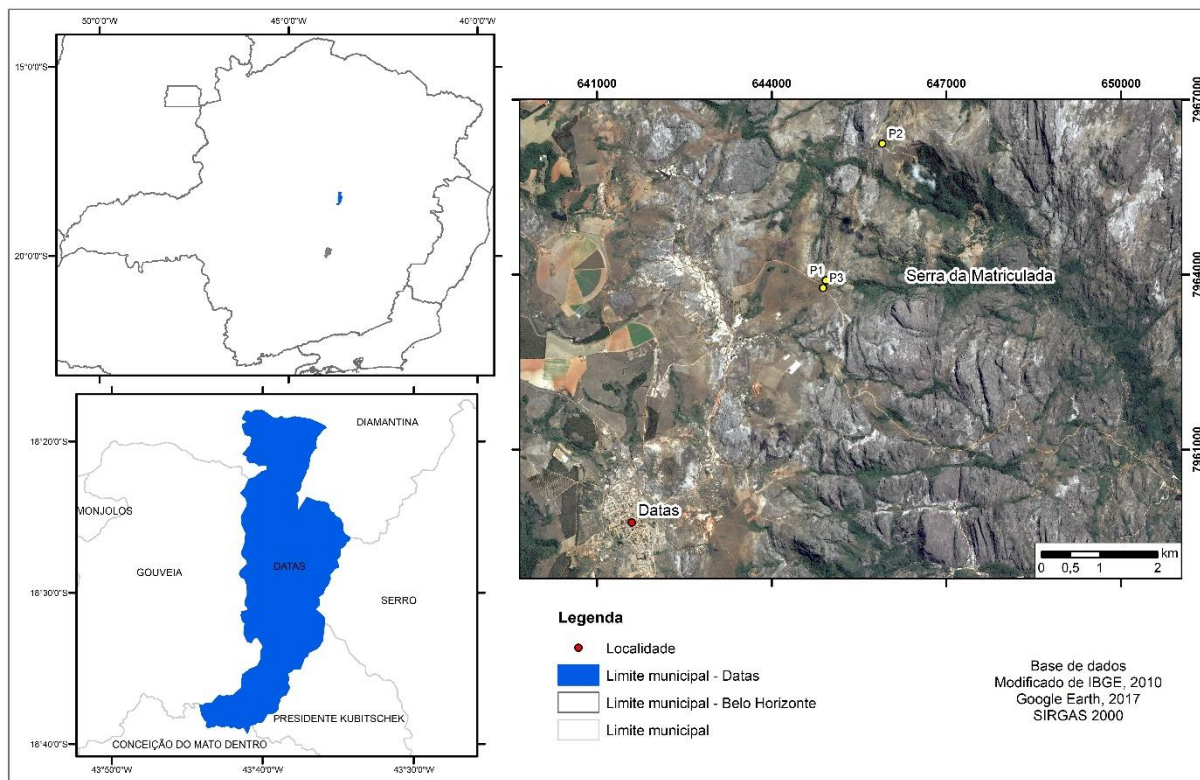 50°0'0"W
45°0'0"W
40°0'0"W
15°0'0"S
20°0'0"S
641000
644000
647000
650000
7967000
7964000
7961000
P2
P1
P3
Serra da Matriculada
Datas
km
0 0,5 1 2
18°20'0"S
18°30'0"S
18°40'0"S
DIAMANTINA
MONJOLOS
GOUVEIA
DATAS
SERRO
PRESIDENTE KUBITSCHEK
CONCEIÇÃO DO MATO DENTRO
43°50'0"W
43°40'0"W
43°30'0"W
Legenda
Localidade
Limite municipal - Datas
Limite municipal - Belo Horizonte
Limite municipal
Base de dados
Modificado de IBGE, 2010
Google Earth, 2017
SIRGAS 2000